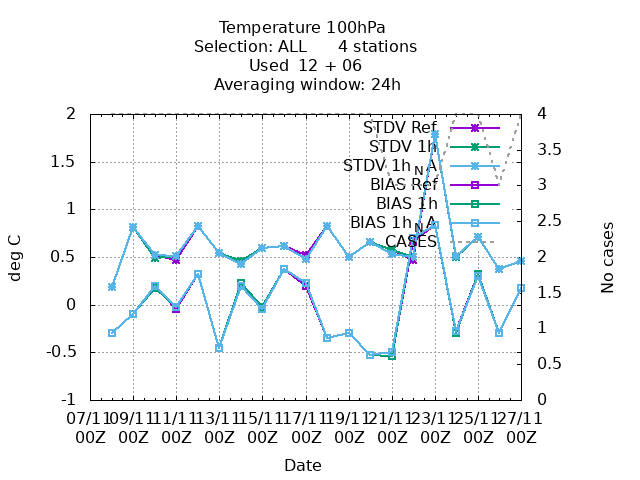 Temperature 100hPa
Selection: ALL      4 stations
Used  12 + 06
Averaging window: 24h
STDV Ref
STDV 1h
STDV 1h_NA
BIAS Ref
BIAS 1h
BIAS 1h_NA
CASES
2
1.5
1
0.5
0
-0.5
-1
4
3.5
3
2.5
2
1.5
1
0.5
0
deg C
No cases
07/11 09/11 11/11 13/11 15/11 17/11 19/11 21/11 23/11 25/11 27/11
00Z 00Z 00Z 00Z 00Z 00Z 00Z 00Z 00Z 00Z 00Z
Date